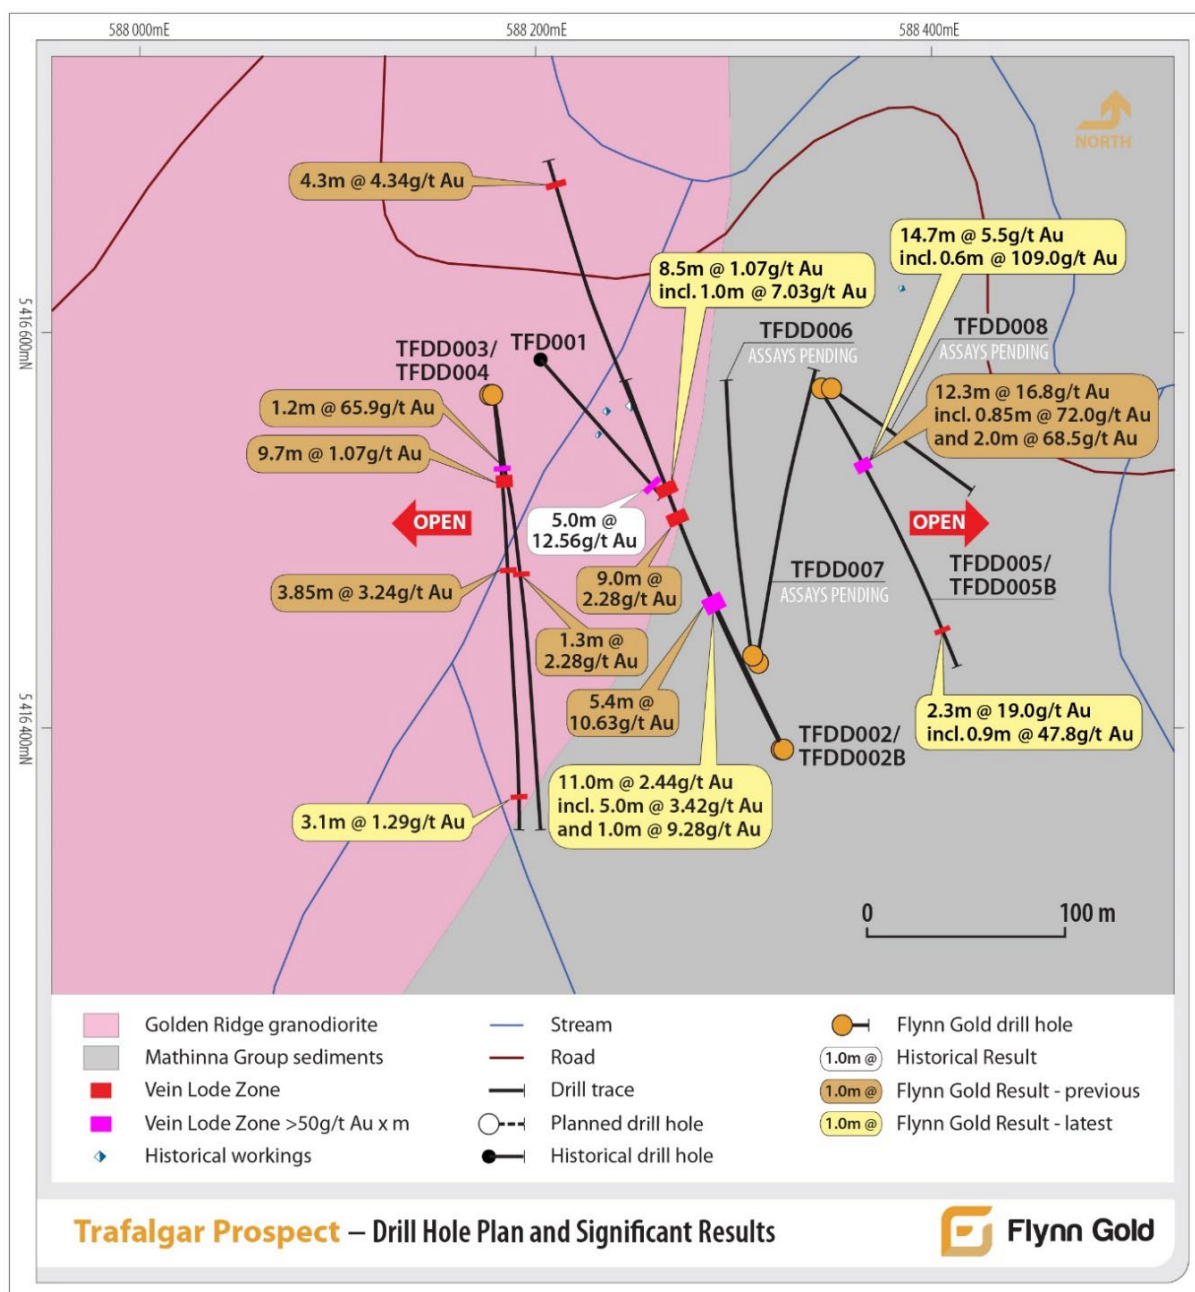 588 000mE
588 200mE
588 400mE
NORTH
4.3m @ 4.34g/t Au
14.7m @ 5.5g/t Au
incl. 0.6m @ 109.0g/t Au
8.5m @ 1.07g/t Au
incl. 1.0m @ 7.03g/t Au
5 416 600mN
TFDD003/
TFDD004
TFD001
TFDD006
ASSAYS PENDING
TFDD008
ASSAYS PENDING
1.2m @ 65.9g/t Au
12.3m @ 16.8g/t Au
incl. 0.85m @ 72.0g/t Au
and 2.0m @ 68.5g/t Au
9.7m @ 1.07g/t Au
OPEN
5.0m @
12.56g/t Au
OPEN
9.0m @
2.28g/t Au
TFDD007
ASSAYS PENDING
TFDD005/
TFDD005B
3.85m @ 3.24g/t Au
1.3m @
2.28g/t Au
5.4m @
10.63g/t Au
5 416 400mN
TFDD002/
TFDD002B
2.3m @ 19.0g/t Au
incl. 0.9m @ 47.8g/t Au
11.0m @ 2.44g/t Au
incl. 5.0m @ 3.42g/t Au
and 1.0m @ 9.28g/t Au
3.1m @ 1.29g/t Au
0 100 m
Golden Ridge granodiorite
Mathinna Group sediments
Vein Lode Zone
Vein Lode Zone >50g/t Au x m
Historical workings
Stream
Road
Drill trace
Planned drill hole
Historical drill hole
Flynn Gold drill hole
1.0m @ Historical Result
1.0m @ Flynn Gold Result - previous
1.0m @ Flynn Gold Result - latest
Trafalgar Prospect – Drill Hole Plan and Significant Results
Flynn Gold